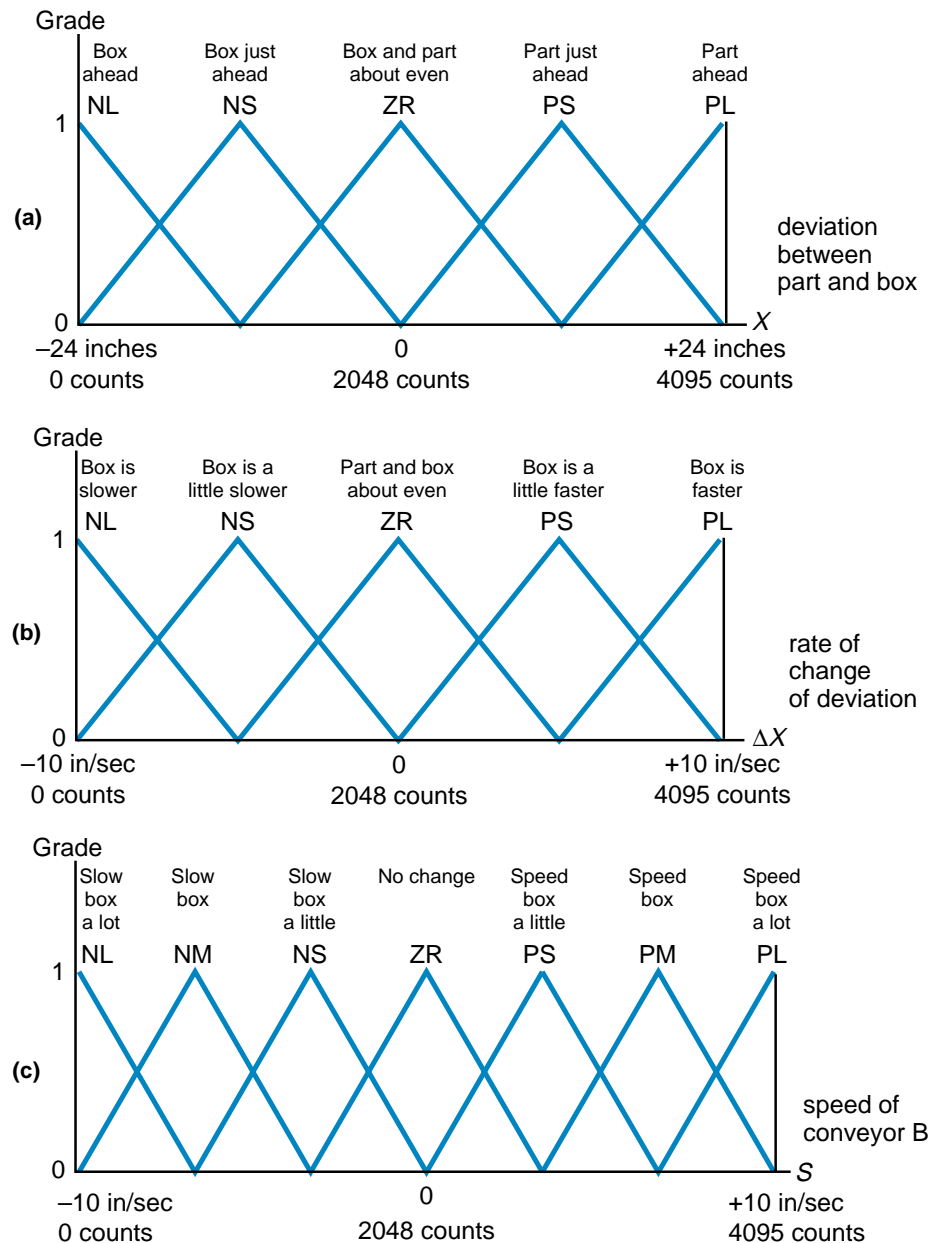 Grade
Box ahead
Box just ahead
Box and part about even
Part just ahead
Part ahead
NL NS ZR PS PL
1
(a)
deviation
between
part and box
0
X
–24 inches 0 +24 inches
0 counts 2048 counts 4095 counts
Grade
Box is slower
Box is a little slower
Part and box about even
Box is a little faster
Box is faster
NL NS ZR PS PL
1
(b)
rate of
change
of deviation
0
ΔX
–10 in/sec 0 +10 in/sec
0 counts 2048 counts 4095 counts
Grade
Slow box a lot
Slow box
Slow box a little
No change
Speed box a little
Speed box
Speed box a lot
NL NM NS ZR PS PM PL
1
(c)
speed of
conveyor B
0
S
–10 in/sec 0 +10 in/sec
0 counts 2048 counts 4095 counts